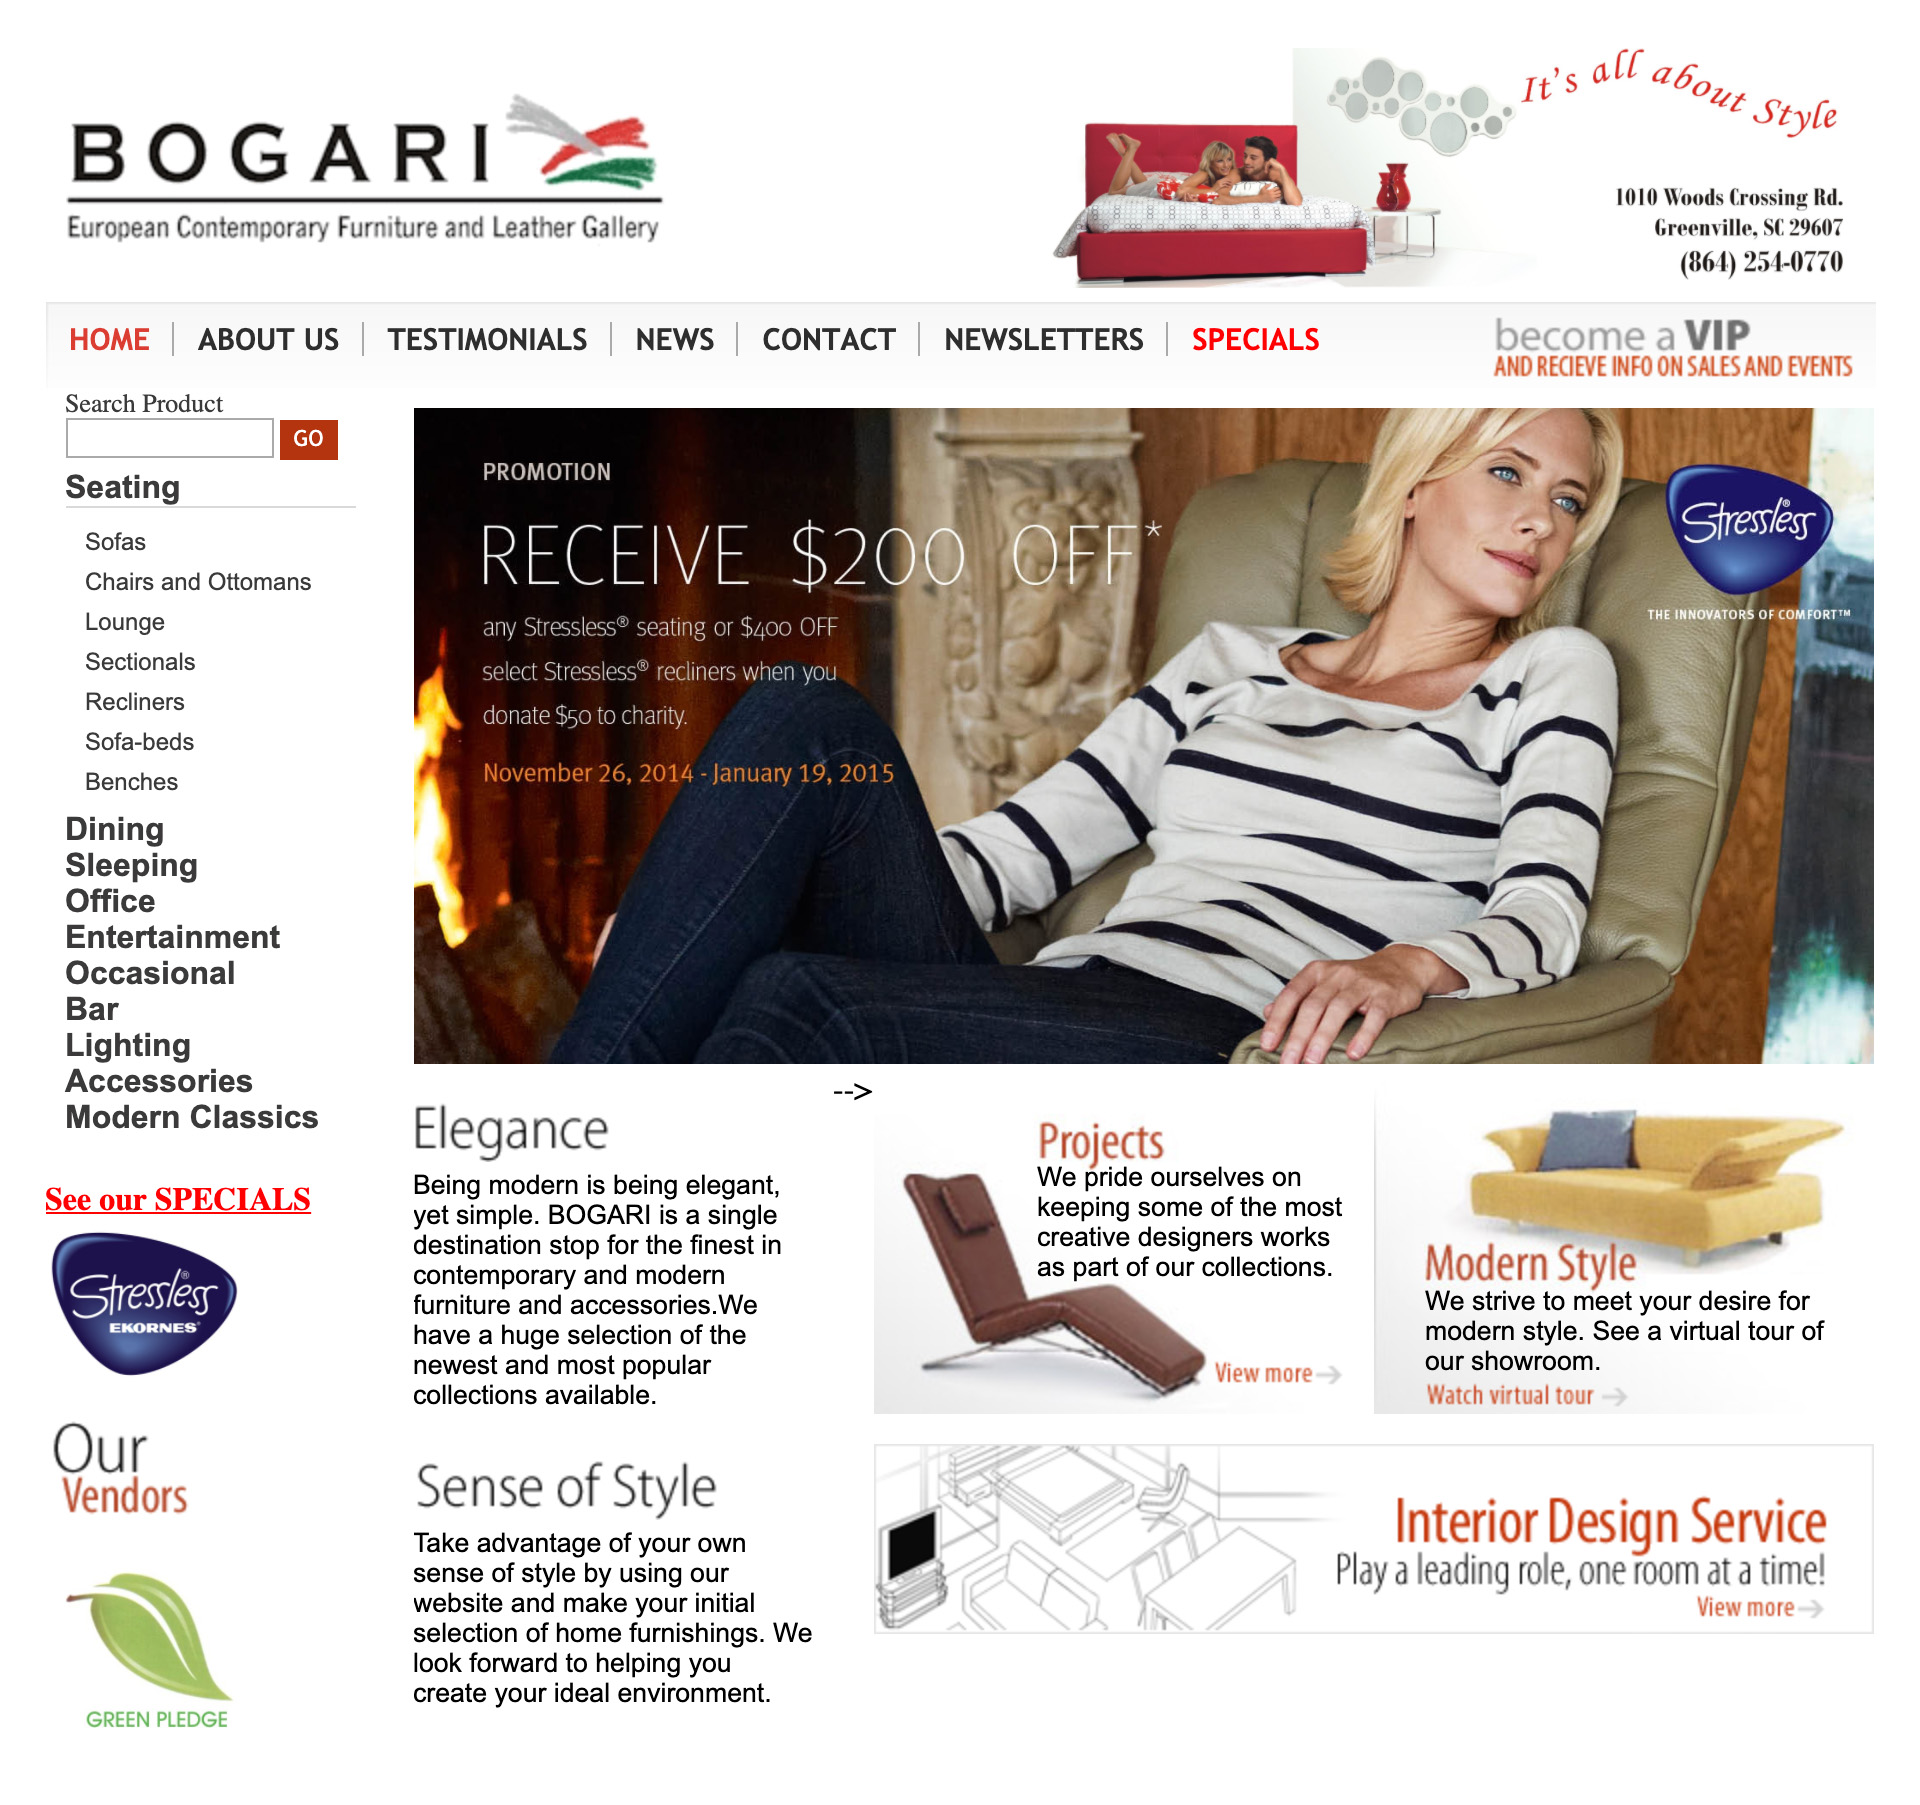 BOGARI
European Contemporary Furniture and Leather Gallery
It's all about Style
1010 Woods Crossing Rd.
Greenville, SC 29607
(864) 254-0770
HOME
ABOUT US
TESTIMONIALS
NEWS
CONTACT
NEWSLETTERS
SPECIALS
become a VIP
AND RECIEVE INFO ON SALES AND EVENTS
Search Product
GO
Seating
Sofas
Chairs and Ottomans
Lounge
Sectionals
Recliners
Sofa-beds
Benches
Dining
Sleeping
Office
Entertainment
Occasional
Bar
Lighting
Accessories
Modern Classics
See our SPECIALS
Stressless®
EKORNES®
Our
Vendors
GREEN PLEDGE
PROMOTION
RECEIVE $200 OFF*
any Stressless® seating or $400 OFF
select Stressless® recliners when you
donate $50 to charity.
November 26, 2014 - January 19, 2015
Stressless®
THE INNOVATORS OF COMFORT™
-->
Elegance
Being modern is being elegant,
yet simple. BOGARI is a single
destination stop for the finest in
contemporary and modern
furniture and accessories.We
have a huge selection of the
newest and most popular
collections available.
Sense of Style
Take advantage of your own
sense of style by using our
website and make your initial
selection of home furnishings. We
look forward to helping you
create your ideal environment.
Projects
We pride ourselves on
keeping some of the most
creative designers works
as part of our collections.
View more
Modern Style
We strive to meet your desire for
modern style. See a virtual tour of
our showroom.
Watch virtual tour
Interior Design Service
Play a leading role, one room at a time!
View more